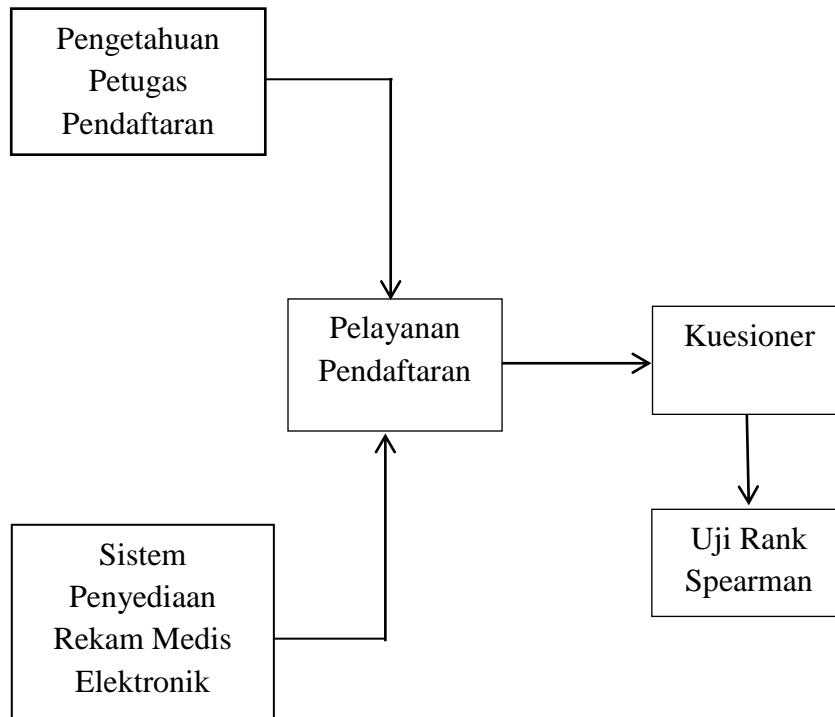 Pengetahuan
Petugas
Pendaftaran
Pelayanan
Pendaftaran
Kuesioner
Sistem
Penyediaan
Rekam Medis
Elektronik
Uji Rank
Spearman